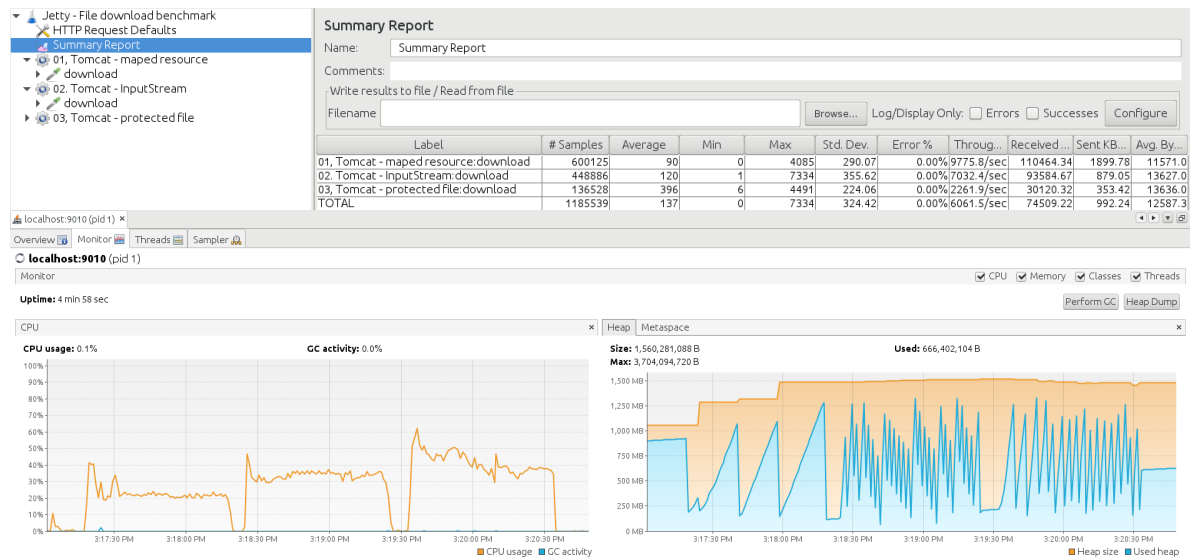 Jetty - File download benchmark
HTTP Request Defaults
Summary Report
01, Tomcat - maped resource
download
02. Tomcat - InputStream
download
03, Tomcat - protected file
Summary Report
Name: Summary Report
Comments:
Write results to file / Read from file
Filename Browse... Log/Display Only: Errors Successes Configure
Label # Samples Average Min Max Std. Dev. Error % Throug... Received ... Sent KB... Avg. By...
01, Tomcat - maped resource:download 600125 90 0 4085 290.07 0.00% 9775.8/sec 110464.34 1899.78 11571.0
02. Tomcat - InputStream:download 448886 120 1 7334 355.62 0.00% 7032.4/sec 93584.67 879.05 13627.0
03, Tomcat - protected file:download 136528 396 6 4491 224.06 0.00% 2261.9/sec 30120.32 353.42 13636.0
TOTAL 1185539 137 0 7334 324.42 0.00% 6061.5/sec 74509.22 992.24 12587.3
localhost:9010 (pid 1) ×
Overview Monitor Threads Sampler
localhost:9010 (pid 1)
Monitor CPU Memory Classes Threads
Uptime: 4 min 58 sec
Perform GC Heap Dump
CPU ×
CPU usage: 0.1% GC activity: 0.0%
100%
90%
80%
70%
60%
50%
40%
30%
20%
10%
0%
3:17:30 PM 3:18:00 PM 3:18:30 PM 3:19:00 PM 3:19:30 PM 3:20:00 PM 3:20:30 PM
CPU usage GC activity
Heap Metaspace ×
Size: 1,560,281,088 B Used: 666,402,104 B
Max: 3,704,094,720 B
1,500 MB
1,250 MB
1,000 MB
750 MB
500 MB
250 MB
0 MB
3:17:30 PM 3:18:00 PM 3:18:30 PM 3:19:00 PM 3:19:30 PM 3:20:00 PM 3:20:30 PM
Heap size Used heap